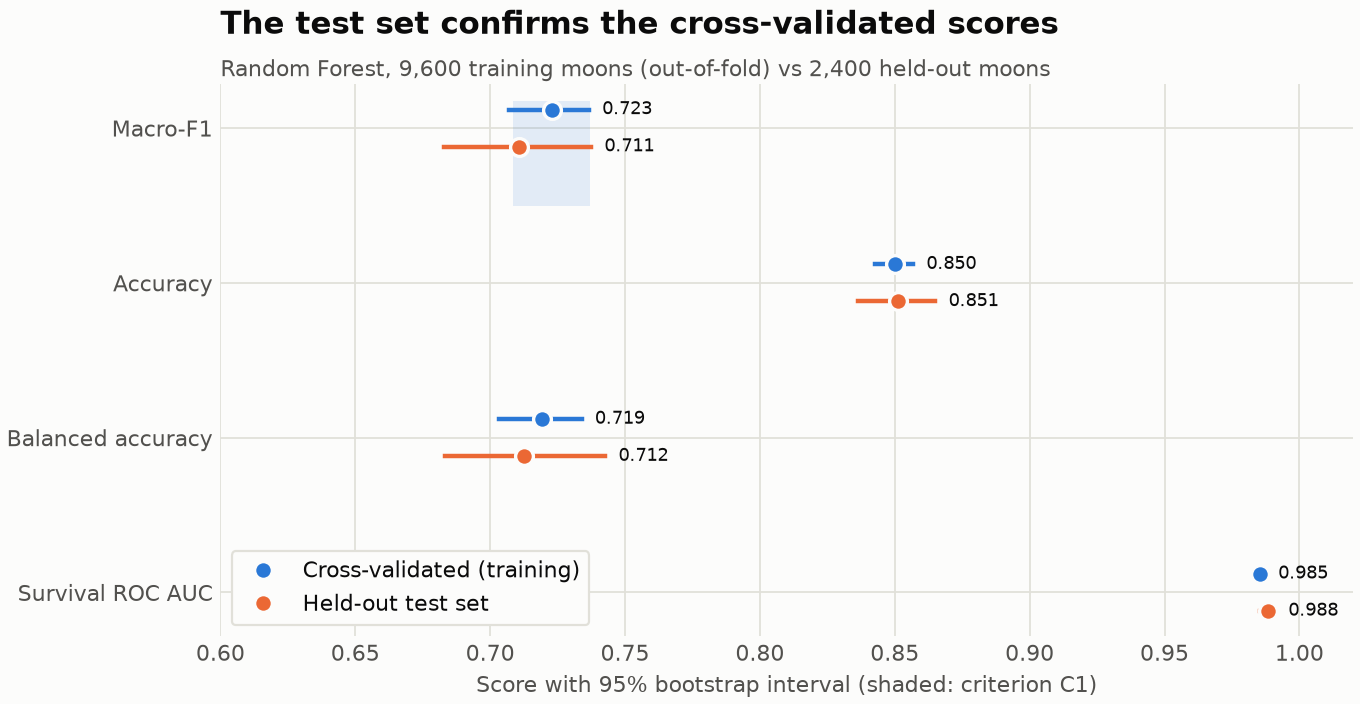 The test set confirms the cross-validated scores
Random Forest, 9,600 training moons (out-of-fold) vs 2,400 held-out moons
Macro-F1
0.723
0.711
Accuracy
0.850
0.851
Balanced accuracy
0.719
0.712
Survival ROC AUC
0.985
0.988
Cross-validated (training)
Held-out test set
0.60 0.65 0.70 0.75 0.80 0.85 0.90 0.95 1.00
Score with 95% bootstrap interval (shaded: criterion C1)